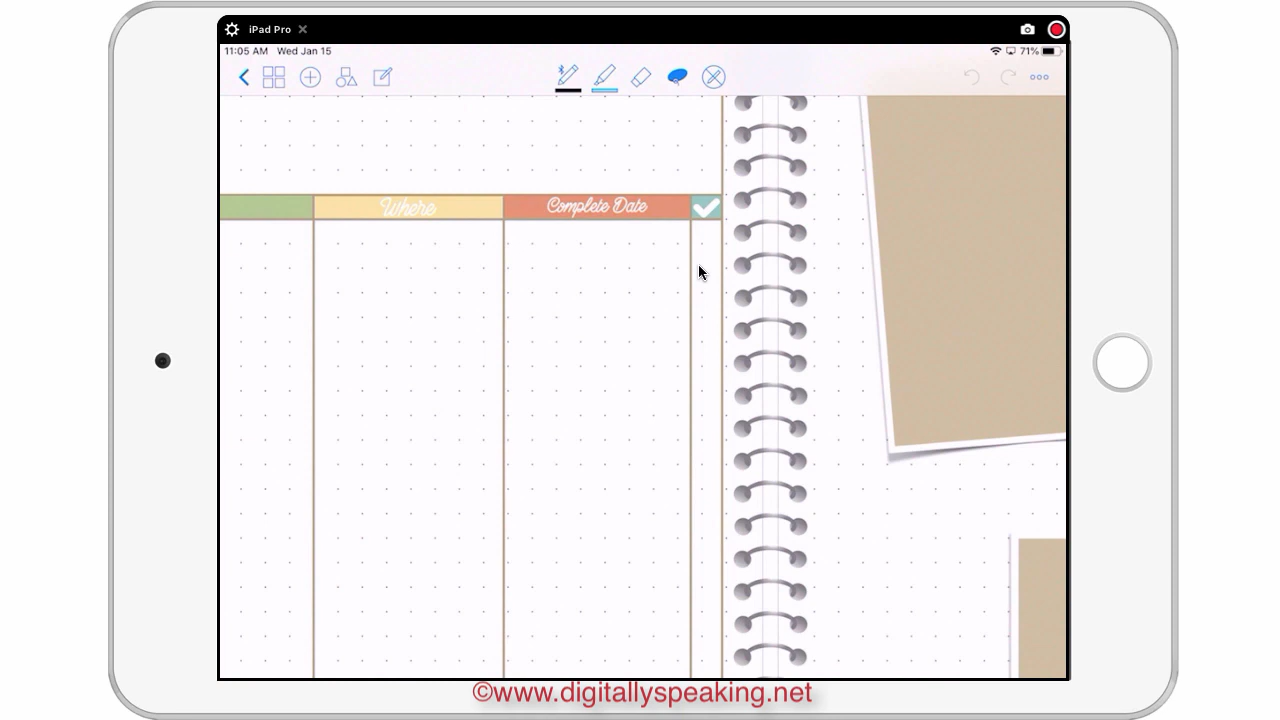 iPad Pro
11:05 AM Wed Jan 15
71%
Where
Complete Date
©www.digitallyspeaking.net